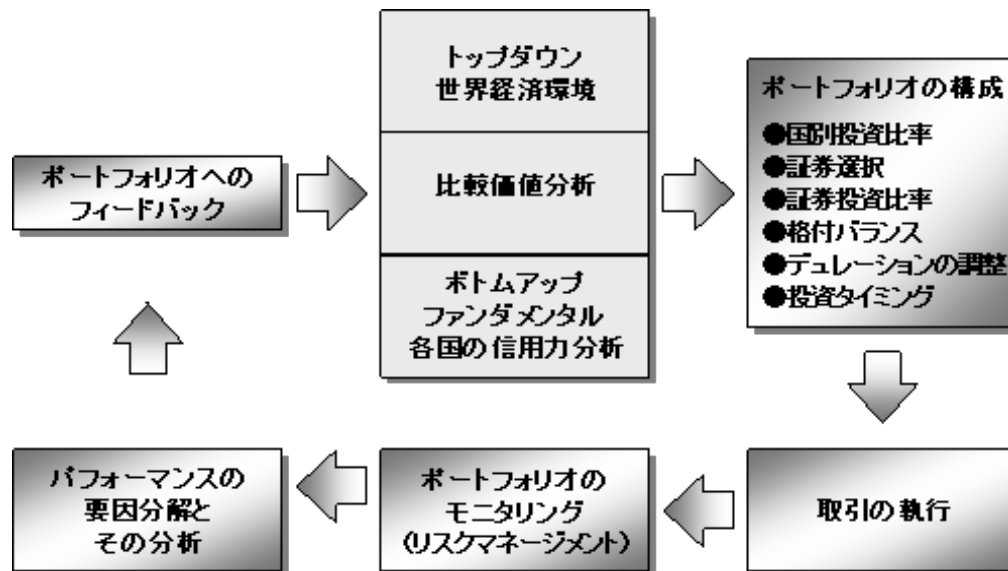 トップダウン
世界経済環境
比較価値分析
ボトムアップ
ファンダメンタル
各国の信用力分析
ポートフォリオの構成
●国別投資比率
●証券選択
●証券投資比率
●格付バランス
●デュレーションの調整
●投資タイミング
ポートフォリオへの
フィードバック
パフォーマンスの
要因分解と
その分析
ポートフォリオの
モニタリング
(リスクマネージメント)
取引の執行